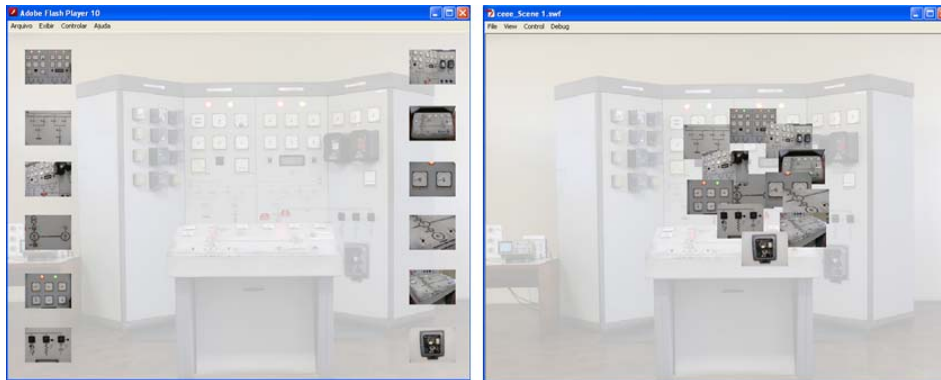 Adobe Flash Player 10
Arquivo Exibir Controlar Ajuda
ceee_Scene 1.swf
File View Control Debug